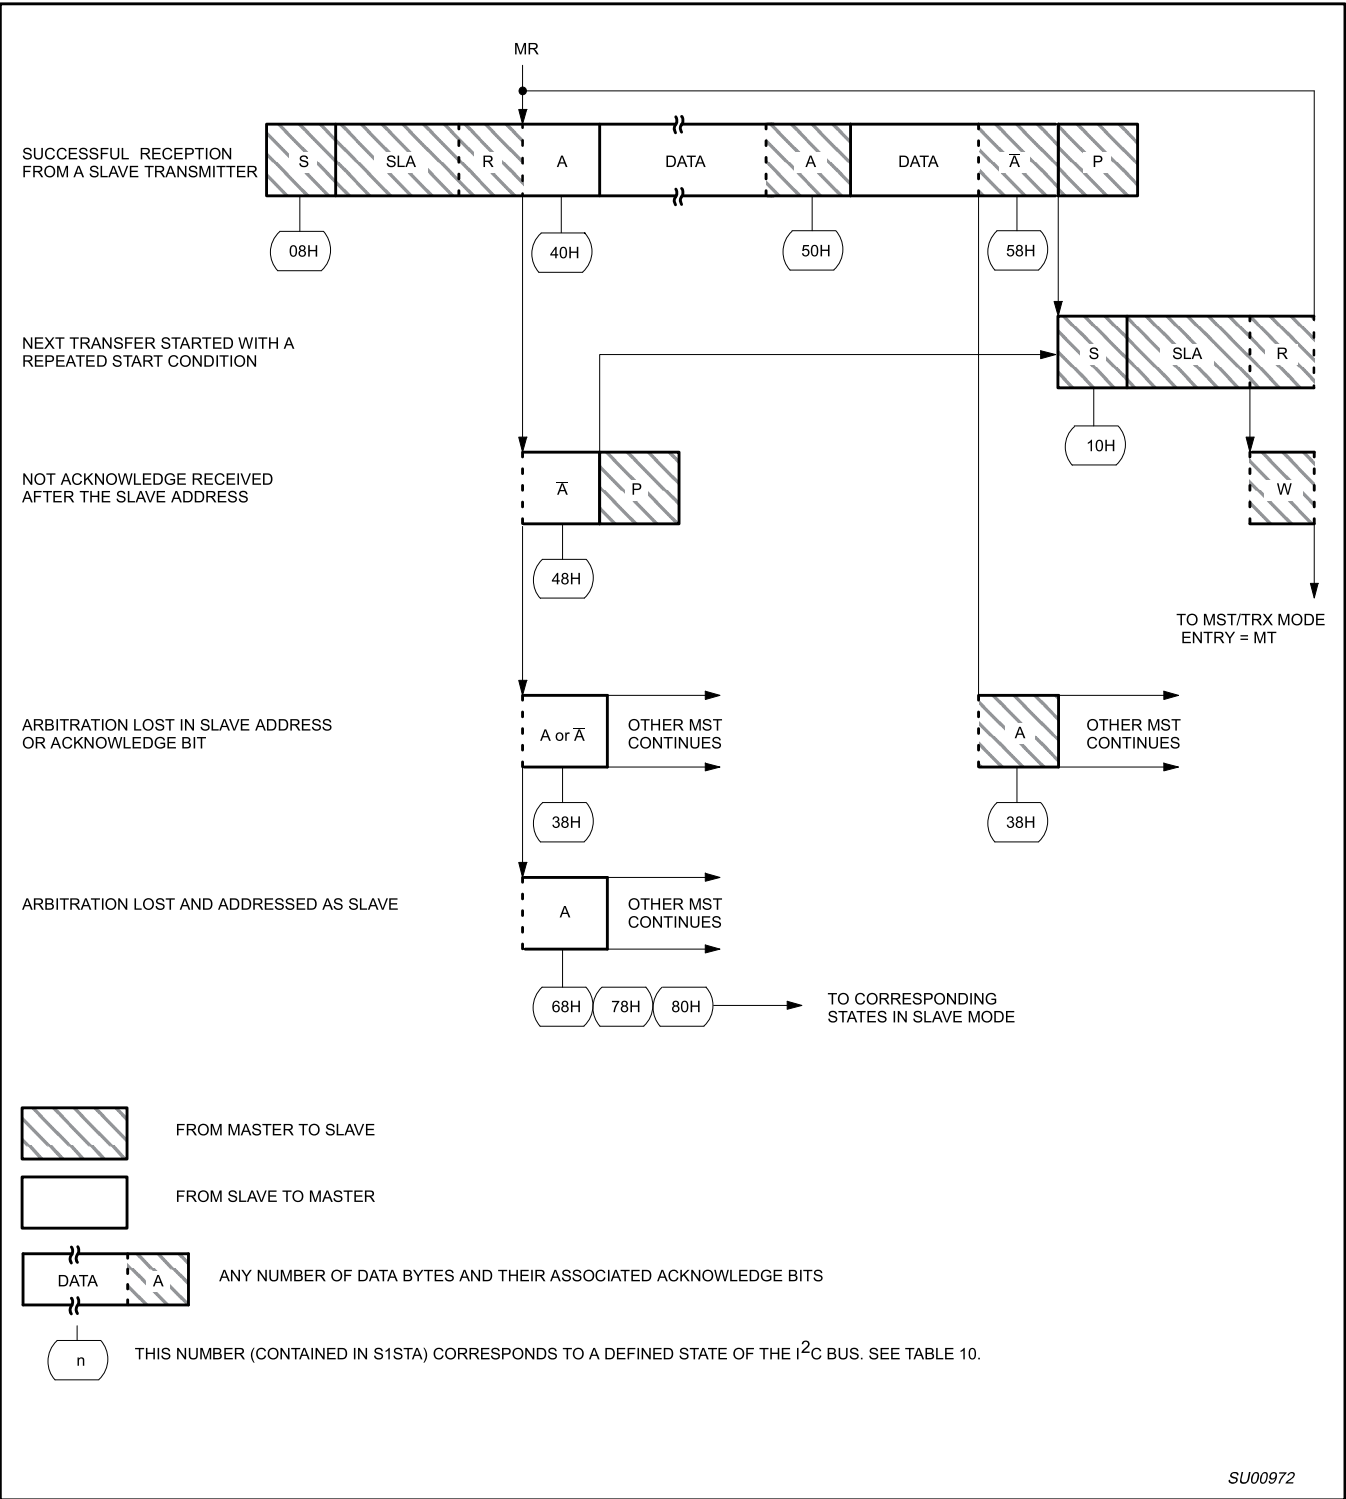 MR
SUCCESSFUL RECEPTION
FROM A SLAVE TRANSMITTER
S SLA R A DATA A DATA A̅ P
08H 40H 50H 58H
NEXT TRANSFER STARTED WITH A
REPEATED START CONDITION
S SLA R
10H
NOT ACKNOWLEDGE RECEIVED
AFTER THE SLAVE ADDRESS
A̅ P W
48H
TO MST/TRX MODE
ENTRY = MT
ARBITRATION LOST IN SLAVE ADDRESS
OR ACKNOWLEDGE BIT
A or A̅
OTHER MST
CONTINUES
A
OTHER MST
CONTINUES
38H 38H
ARBITRATION LOST AND ADDRESSED AS SLAVE
A
OTHER MST
CONTINUES
68H 78H 80H
TO CORRESPONDING
STATES IN SLAVE MODE
FROM MASTER TO SLAVE
FROM SLAVE TO MASTER
DATA A ANY NUMBER OF DATA BYTES AND THEIR ASSOCIATED ACKNOWLEDGE BITS
n THIS NUMBER (CONTAINED IN S1STA) CORRESPONDS TO A DEFINED STATE OF THE I²C BUS. SEE TABLE 10.
SU00972